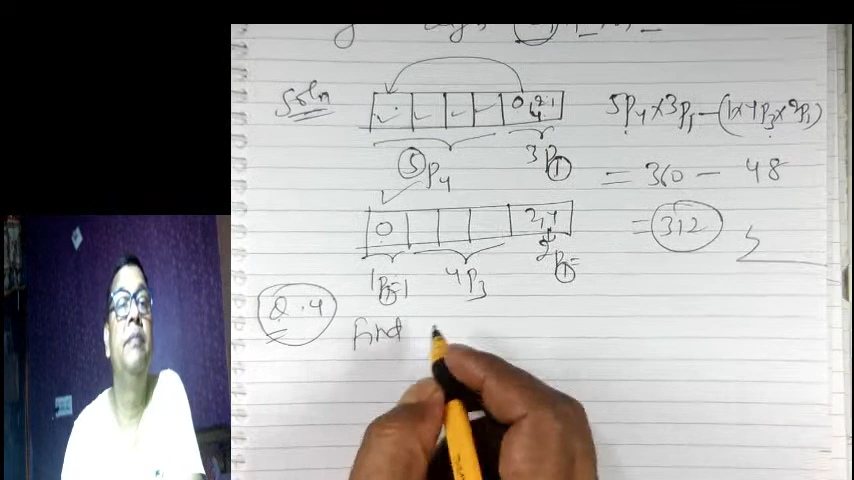 Soln
0,2,4
5P4 × 3P1 – (1×4P3×2P1)
5P4
3P1
= 360 – 48
0
2,4
= 312
1P1=1
4P3
2P1=
Q.4
Find